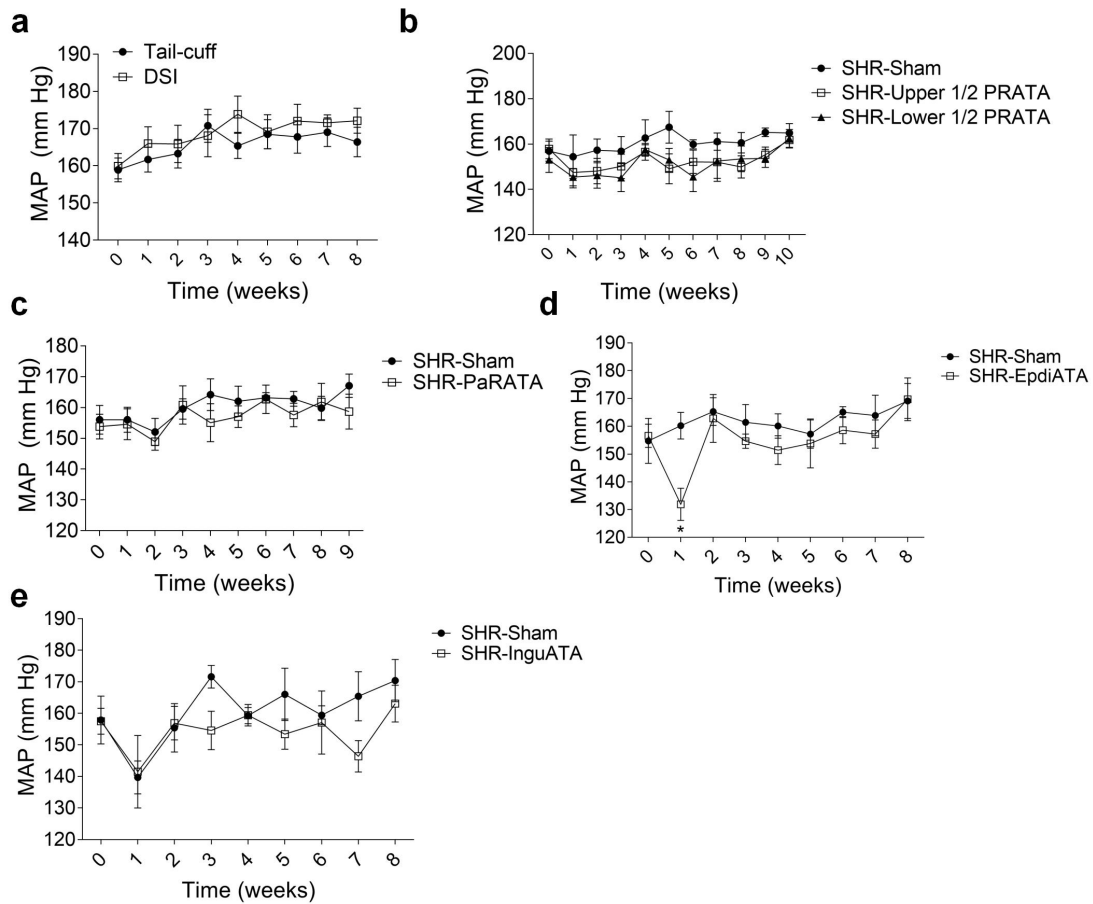 a
Tail-cuff
DSI
MAP (mm Hg)
190
180
170
160
150
140
0 1 2 3 4 5 6 7 8
Time (weeks)
b
SHR-Sham
SHR-Upper 1/2 PRATA
SHR-Lower 1/2 PRATA
MAP (mm Hg)
200
180
160
140
120
0 1 2 3 4 5 6 7 8 9 10
Time (weeks)
c
SHR-Sham
SHR-PaRATA
MAP (mm Hg)
180
170
160
150
140
130
120
0 1 2 3 4 5 6 7 8 9
Time (weeks)
d
SHR-Sham
SHR-EpdiATA
MAP (mm Hg)
190
180
170
160
150
140
130
120
*
0 1 2 3 4 5 6 7 8
Time (weeks)
e
SHR-Sham
SHR-InguATA
MAP (mm Hg)
190
180
170
160
150
140
130
120
0 1 2 3 4 5 6 7 8
Time (weeks)